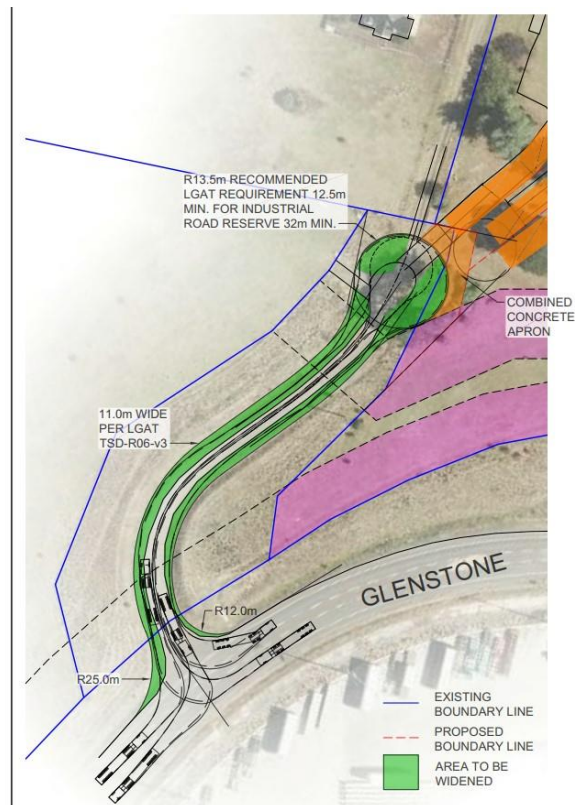 R13.5m RECOMMENDED
LGAT REQUIREMENT 12.5m
MIN. FOR INDUSTRIAL
ROAD RESERVE 32m MIN.
COMBINED
CONCRETE
APRON
11.0m WIDE
PER LGAT
TSD-R06-v3
GLENSTONE
R12.0m
R25.0m
EXISTING
BOUNDARY LINE
PROPOSED
BOUNDARY LINE
AREA TO BE
WIDENED